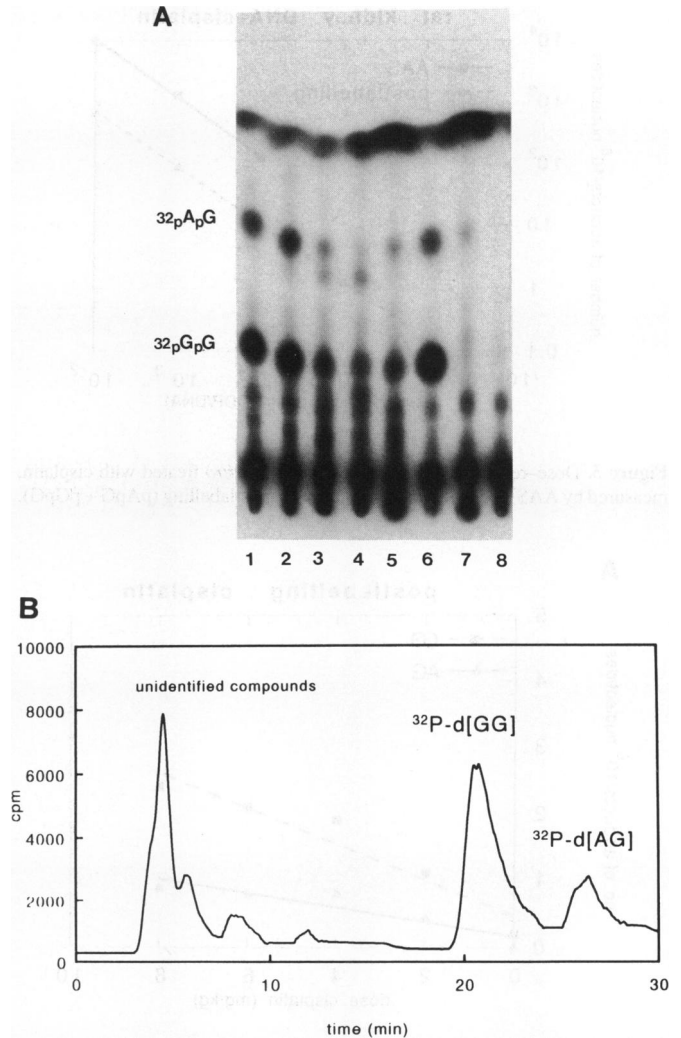 A
32pApG
32pGpG
1 2 3 4 5 6 7 8
B
10000
unidentified compounds
8000
32P-d[GG]
6000
cpm
32P-d[AG]
4000
2000
0
0 10 20 30
time (min)